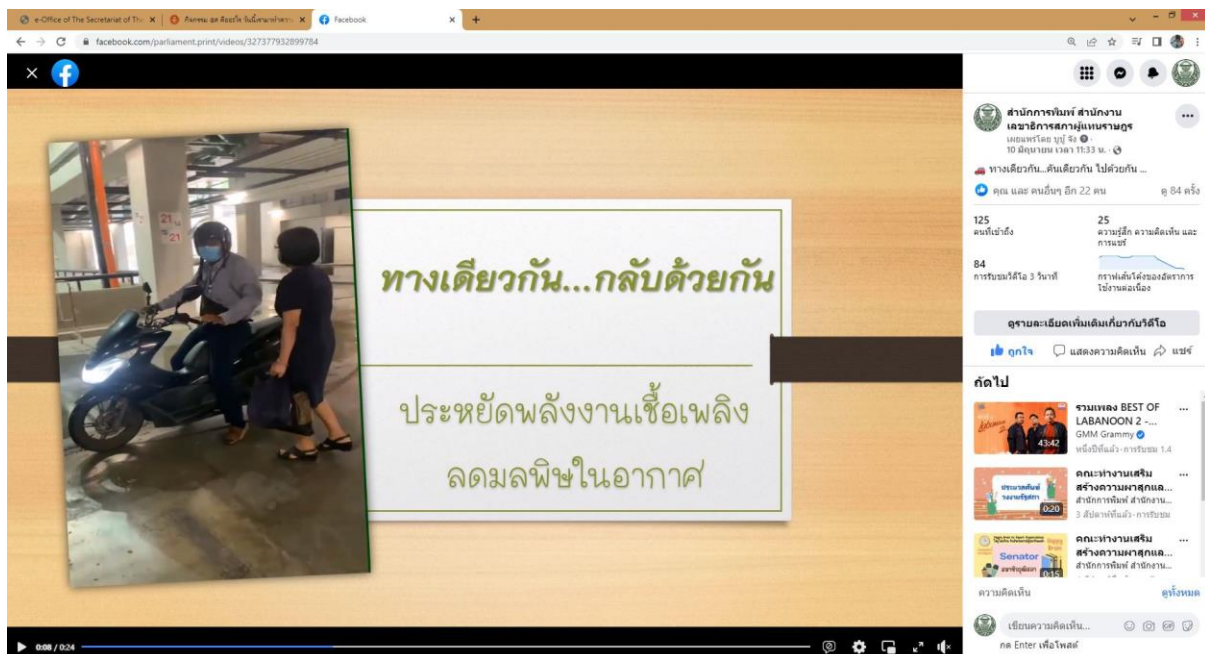 e-Office of The Secretariat of The
Facebook
facebook.com/parliament.print/videos/327377932899784
21
21
ทางเดียวกัน...กลับด้วยกัน
ประหยัดพลังงานเชื้อเพลิง
ลดมลพิษในอากาศ
0:08 / 0:24
สำนักการพิมพ์ สำนักงาน
เลขาธิการสภาผู้แทนราษฎร
10 มิถุนายน เวลา 11:33 น.
ทางเดียวกัน...คันเดียวกัน ไปด้วยกัน ...
คุณ และ คนอื่นๆ อีก 22 คน
ดู 84 ครั้ง
125
คนที่เข้าถึง
25
ความรู้สึก ความคิดเห็น และ
การแชร์
84
การรับชมวิดีโอ 3 วินาที
กราฟเส้นโค้งของอัตราการ
ใช้งานต่อเนื่อง
ดูรายละเอียดเพิ่มเติมเกี่ยวกับวิดีโอ
ถูกใจ แสดงความคิดเห็น แชร์
ถัดไป
รวมเพลง BEST OF
LABANOON 2 -...
GMM Grammy
หนึ่งปีที่แล้ว · การรับชม 1.4
43:42
คณะทำงานเสริม
สร้างความผาสุกแล...
สำนักการพิมพ์ สำนักงาน...
3 สัปดาห์ที่แล้ว · การรับชม
0:20
คณะทำงานเสริม
สร้างความผาสุกแล...
สำนักการพิมพ์ สำนักงาน...
Senator
0:15
ความคิดเห็น
ดูทั้งหมด
เขียนความคิดเห็น...
กด Enter เพื่อโพสต์